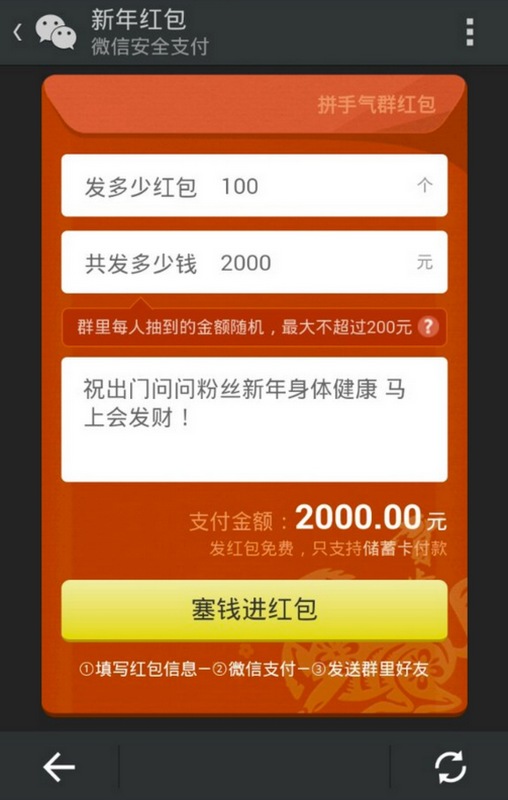 新年红包
微信安全支付
拼手气群红包
发多少红包 100 个
共发多少钱 2000 元
群里每人抽到的金额随机，最大不超过200元 ?
祝出门问问粉丝新年身体健康 马
上会发财！
支付金额：2000.00元
发红包免费，只支持储蓄卡付款
塞钱进红包
①填写红包信息—②微信支付—③发送群里好友